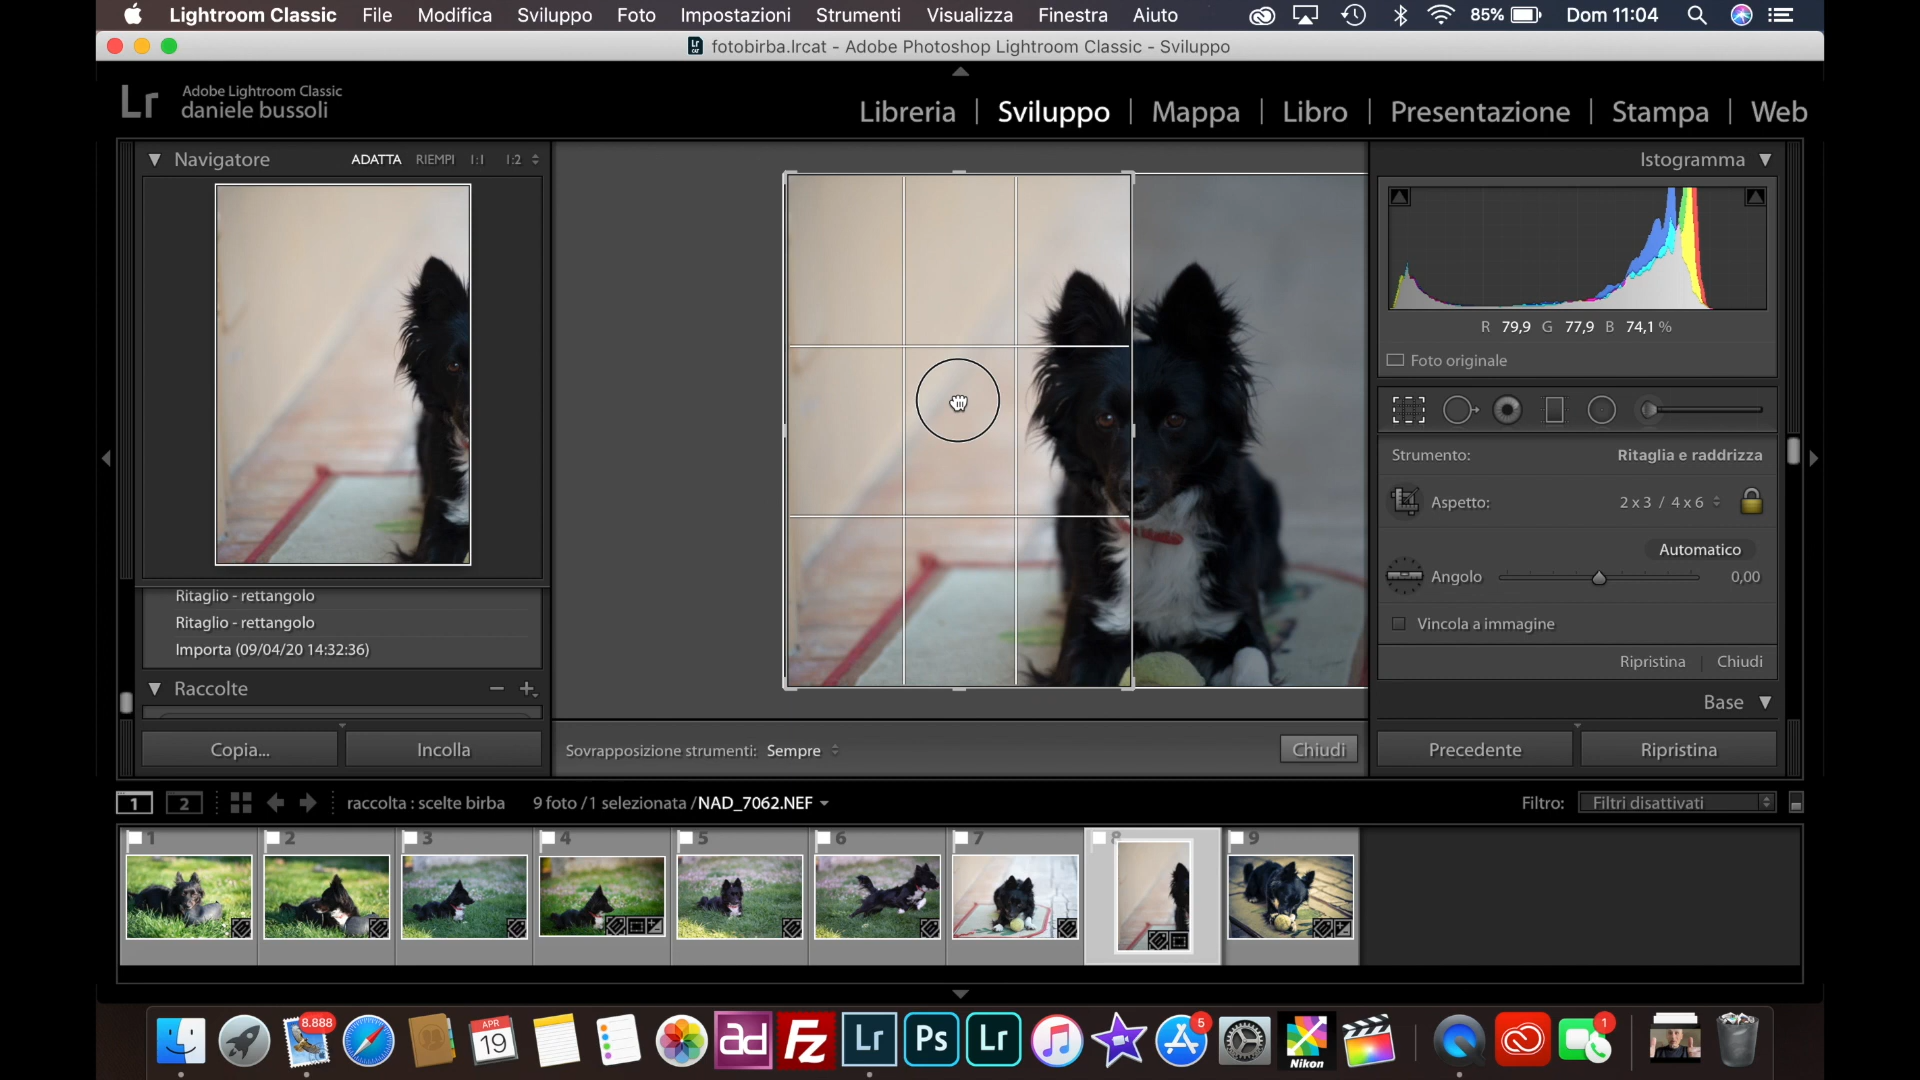 Lightroom Classic File Modifica Sviluppo Foto Impostazioni Strumenti Visualizza Finestra Aiuto 85% Dom 11:04
fotobirba.lrcat - Adobe Photoshop Lightroom Classic - Sviluppo
Lr Adobe Lightroom Classic
daniele bussoli
Libreria | Sviluppo | Mappa | Libro | Presentazione | Stampa | Web
Navigatore ADATTA RIEMPI 1:1 1:2
Istogramma
R 79,9 G 77,9 B 74,1 %
Foto originale
Strumento: Ritaglia e raddrizza
Aspetto: 2 x 3 / 4 x 6
Automatico
Angolo 0,00
Vincola a immagine
Ripristina Chiudi
Base
Precedente Ripristina
Ritaglio - rettangolo
Ritaglio - rettangolo
Importa (09/04/20 14:32:36)
Raccolte
Copia... Incolla
Sovrapposizione strumenti: Sempre Chiudi
1 2 raccolta : scelte birba 9 foto / 1 selezionata / NAD_7062.NEF Filtro: Filtri disattivati
1 2 3 4 5 6 7 8 9
8.888 APR 19 ad Fz Lr Ps Lr 5 Nikon 1